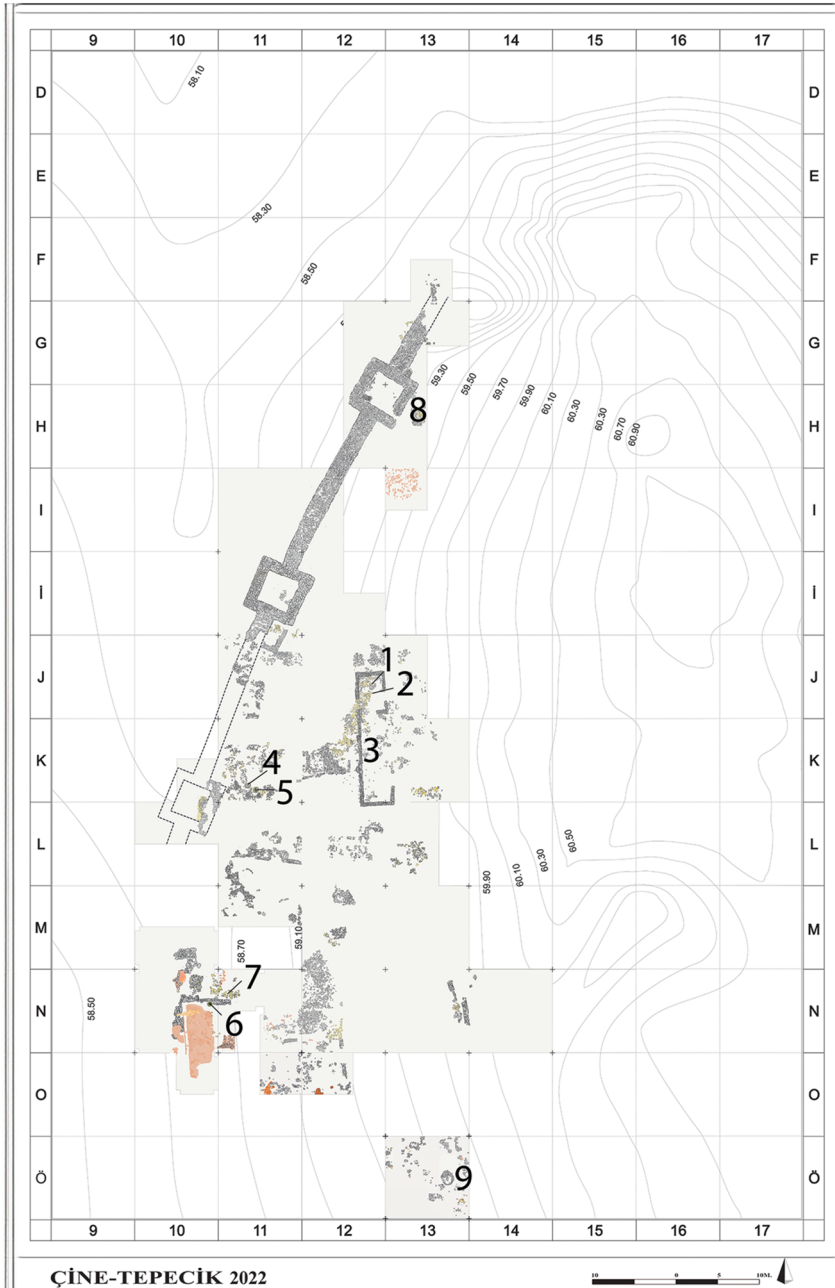 9 10 11 12 13 14 15 16 17
D 58.10 D
E E
58.30
F 58.50 F
G G
59.30 59.50 59.70 59.90 60.10 60.30 60.30 60.70 60.90
8
H H
I I
İ İ
J 1 J
2
K 3 K
4
5
L 60.50 L
59.90 60.10 60.30
M 58.70 59.10 M
7
N 58.50 6 N
O O
Ö 9 Ö
9 10 11 12 13 14 15 16 17
ÇİNE-TEPECİK 2022
10 0 5 10M.